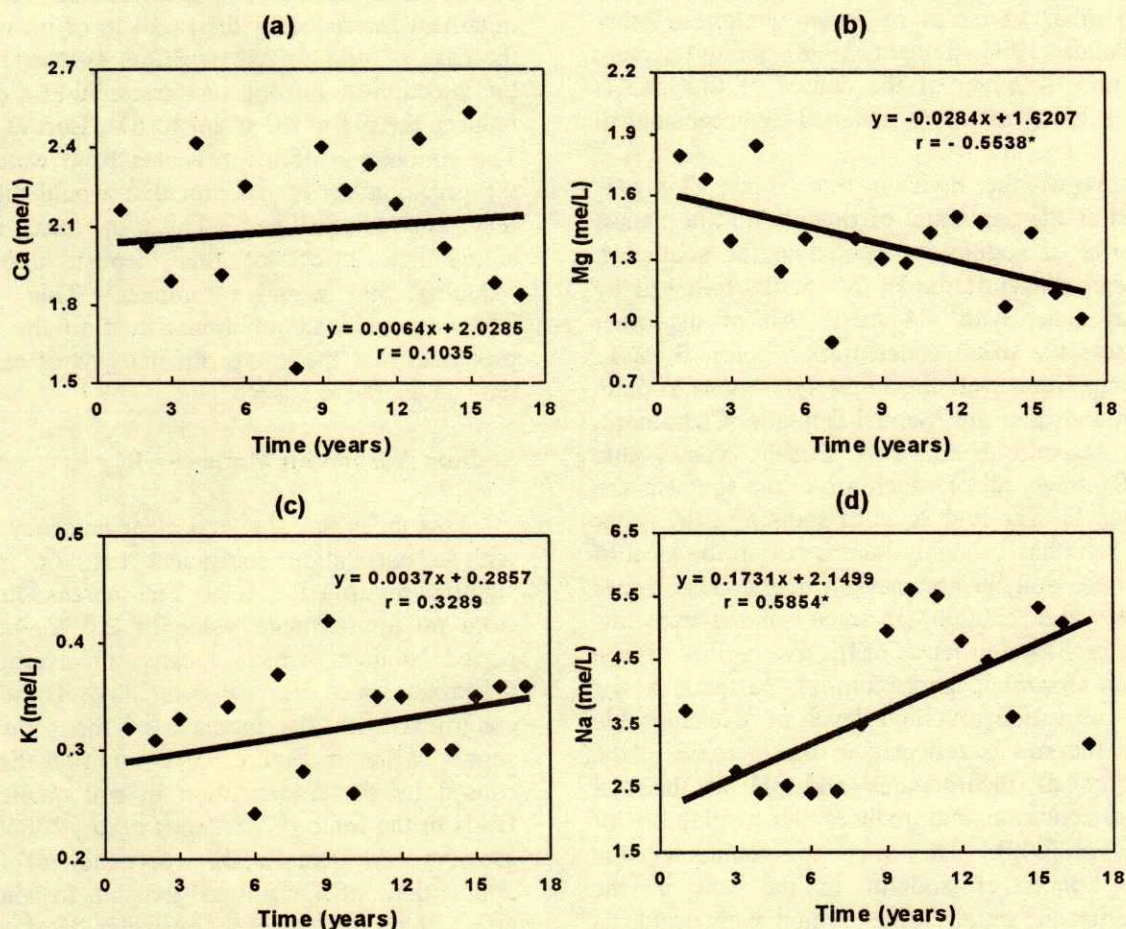 (a)
2.7
2.4
2.1
1.8
1.5
Ca (me/L)
y = 0.0064x + 2.0285
r = 0.1035
0 3 6 9 12 15 18
Time (years)
(b)
2.2
1.9
1.6
1.3
1.0
0.7
Mg (me/L)
y = -0.0284x + 1.6207
r = - 0.5538*
0 3 6 9 12 15 18
Time (years)
(c)
0.5
0.4
0.3
0.2
K (me/L)
y = 0.0037x + 0.2857
r = 0.3289
0 3 6 9 12 15 18
Time (years)
(d)
6.5
5.5
4.5
3.5
2.5
1.5
Na (me/L)
y = 0.1731x + 2.1499
r = 0.5854*
0 3 6 9 12 15 18
Time (years)